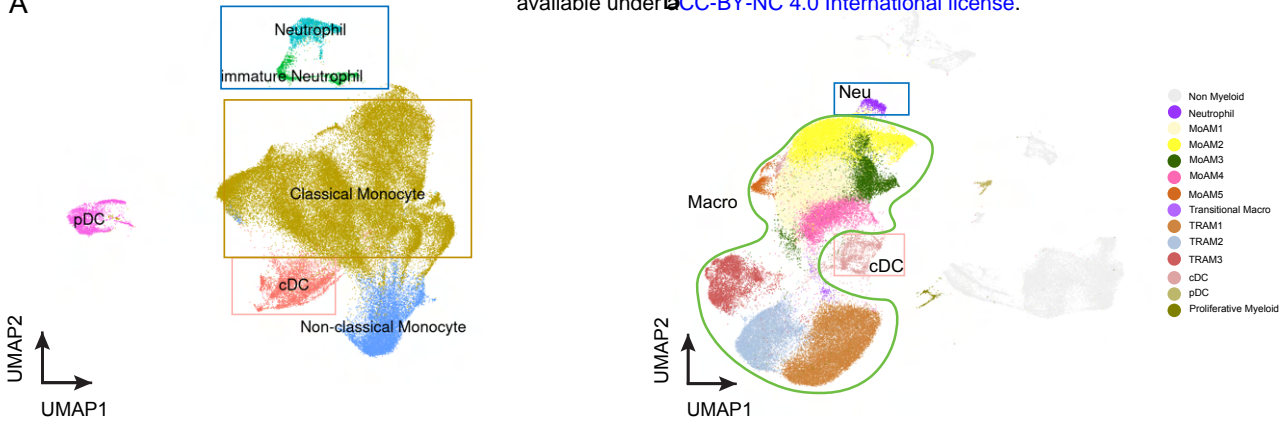 A
available under aCC-BY-NC 4.0 International license.
Neutrophil
immature Neutrophil
Classical Monocyte
pDC
cDC
Non-classical Monocyte
UMAP2
UMAP1
Neu
Macro
cDC
UMAP2
UMAP1
Non Myeloid
Neutrophil
MoAM1
MoAM2
MoAM3
MoAM4
MoAM5
Transitional Macro
TRAM1
TRAM2
TRAM3
cDC
pDC
Proliferative Myeloid